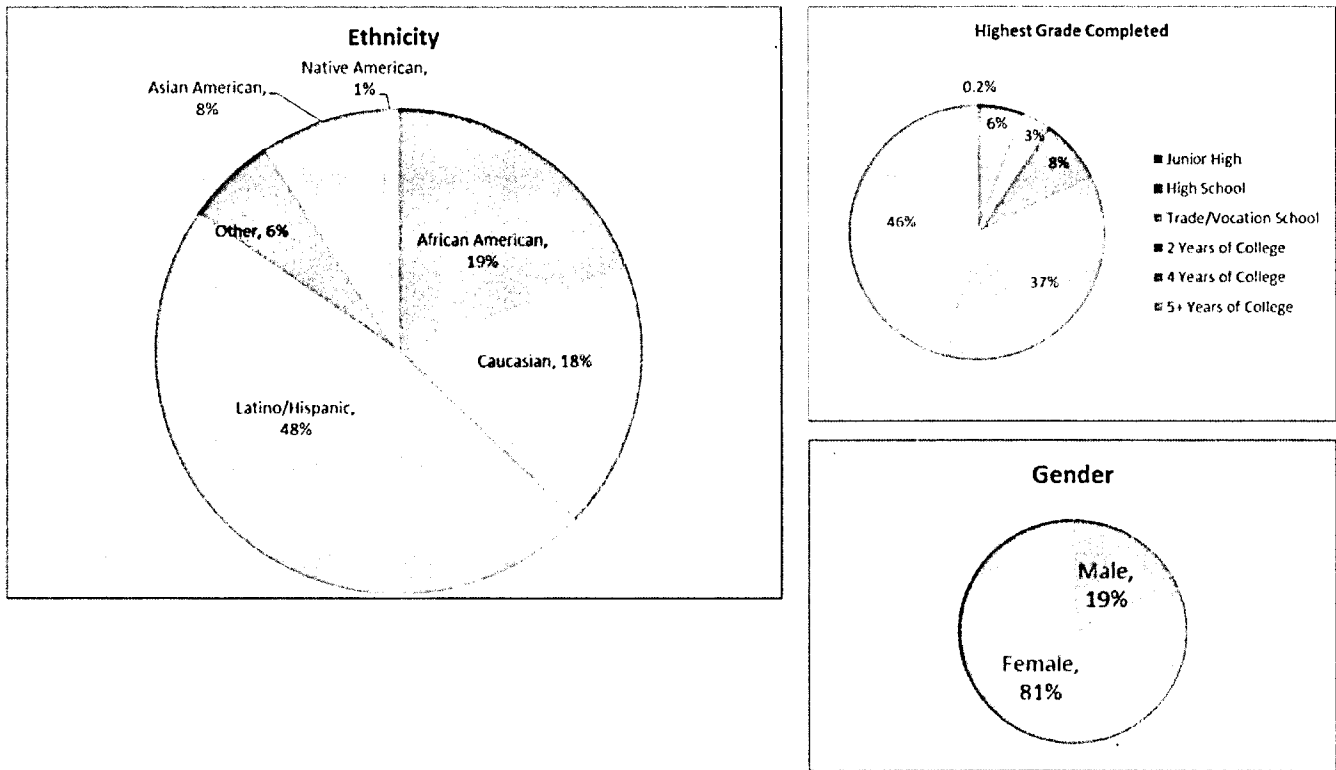 Ethnicity
Native American,
1%
Asian American,
8%
Other, 6%
African American,
19%
Caucasian, 18%
Latino/Hispanic,
48%
Highest Grade Completed
0.2%
6%
3%
8%
46%
37%
Junior High
High School
Trade/Vocation School
2 Years of College
4 Years of College
5+ Years of College
Gender
Male,
19%
Female,
81%